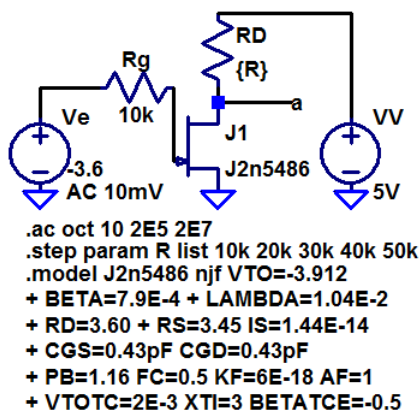 RD
{R}
Rg
10k
a
Ve
VV
J1
J2n5486
-3.6
AC 10mV
5V
.ac oct 10 2E5 2E7
.step param R list 10k 20k 30k 40k 50k
.model J2n5486 njf VTO=-3.912
+ BETA=7.9E-4 + LAMBDA=1.04E-2
+ RD=3.60 + RS=3.45 IS=1.44E-14
+ CGS=0.43pF CGD=0.43pF
+ PB=1.16 FC=0.5 KF=6E-18 AF=1
+ VTOTC=2E-3 XTI=3 BETATCE=-0.5